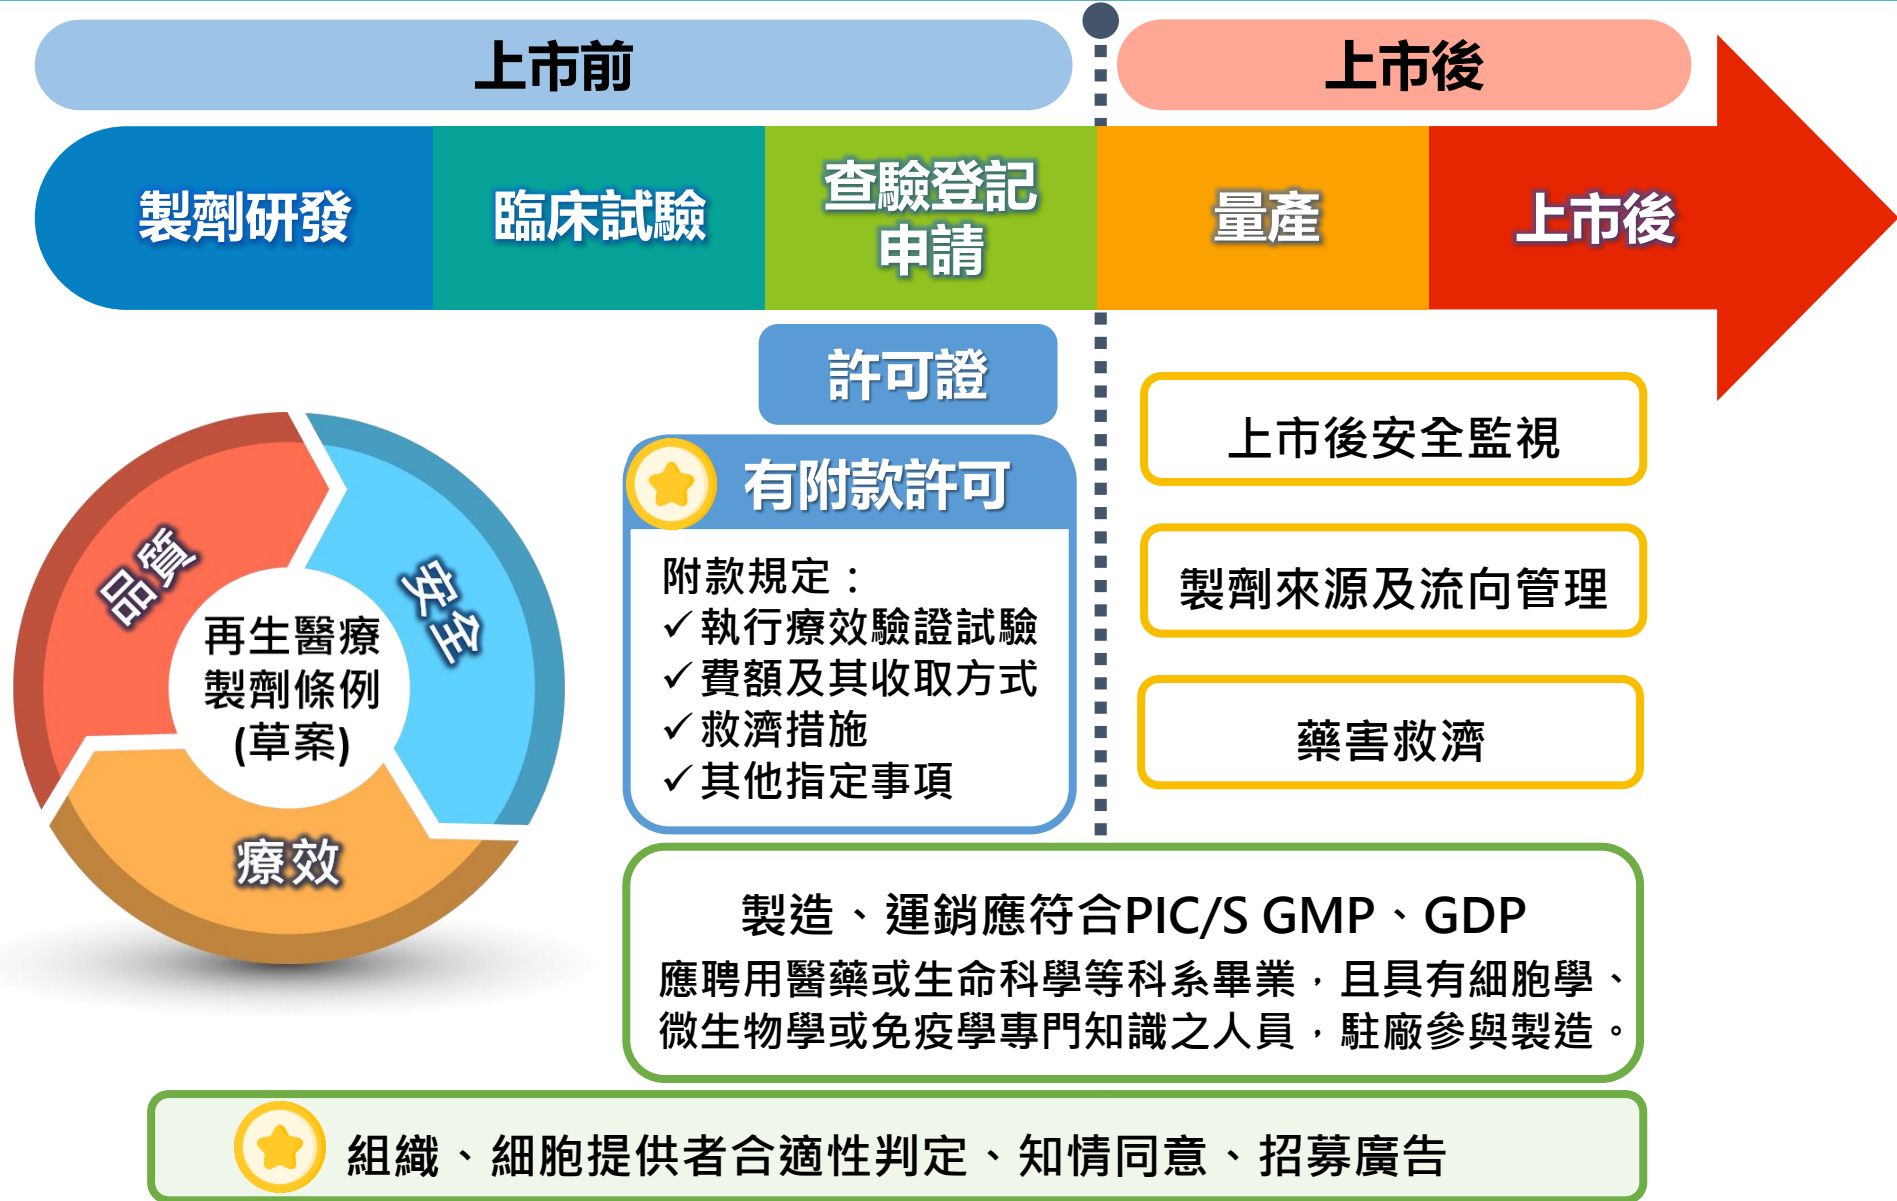 上市前
上市後
製劑研發
臨床試驗
查驗登記
申請
量產
上市後
許可證
有附款許可
附款規定：
✓執行療效驗證試驗
✓費額及其收取方式
✓救濟措施
✓其他指定事項
上市後安全監視
製劑來源及流向管理
藥害救濟
品質
安全
療效
再生醫療
製劑條例
(草案)
製造、運銷應符合PIC/S GMP、GDP
應聘用醫藥或生命科學等科系畢業，且具有細胞學、
微生物學或免疫學專門知識之人員，駐廠參與製造。
組織、細胞提供者合適性判定、知情同意、招募廣告